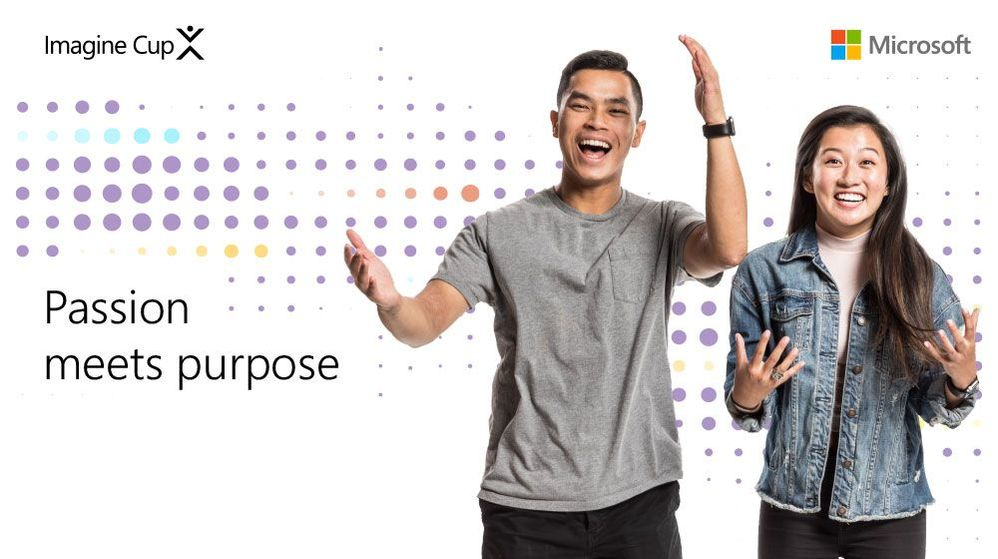 Imagine Cup
Microsoft
Passion
meets purpose